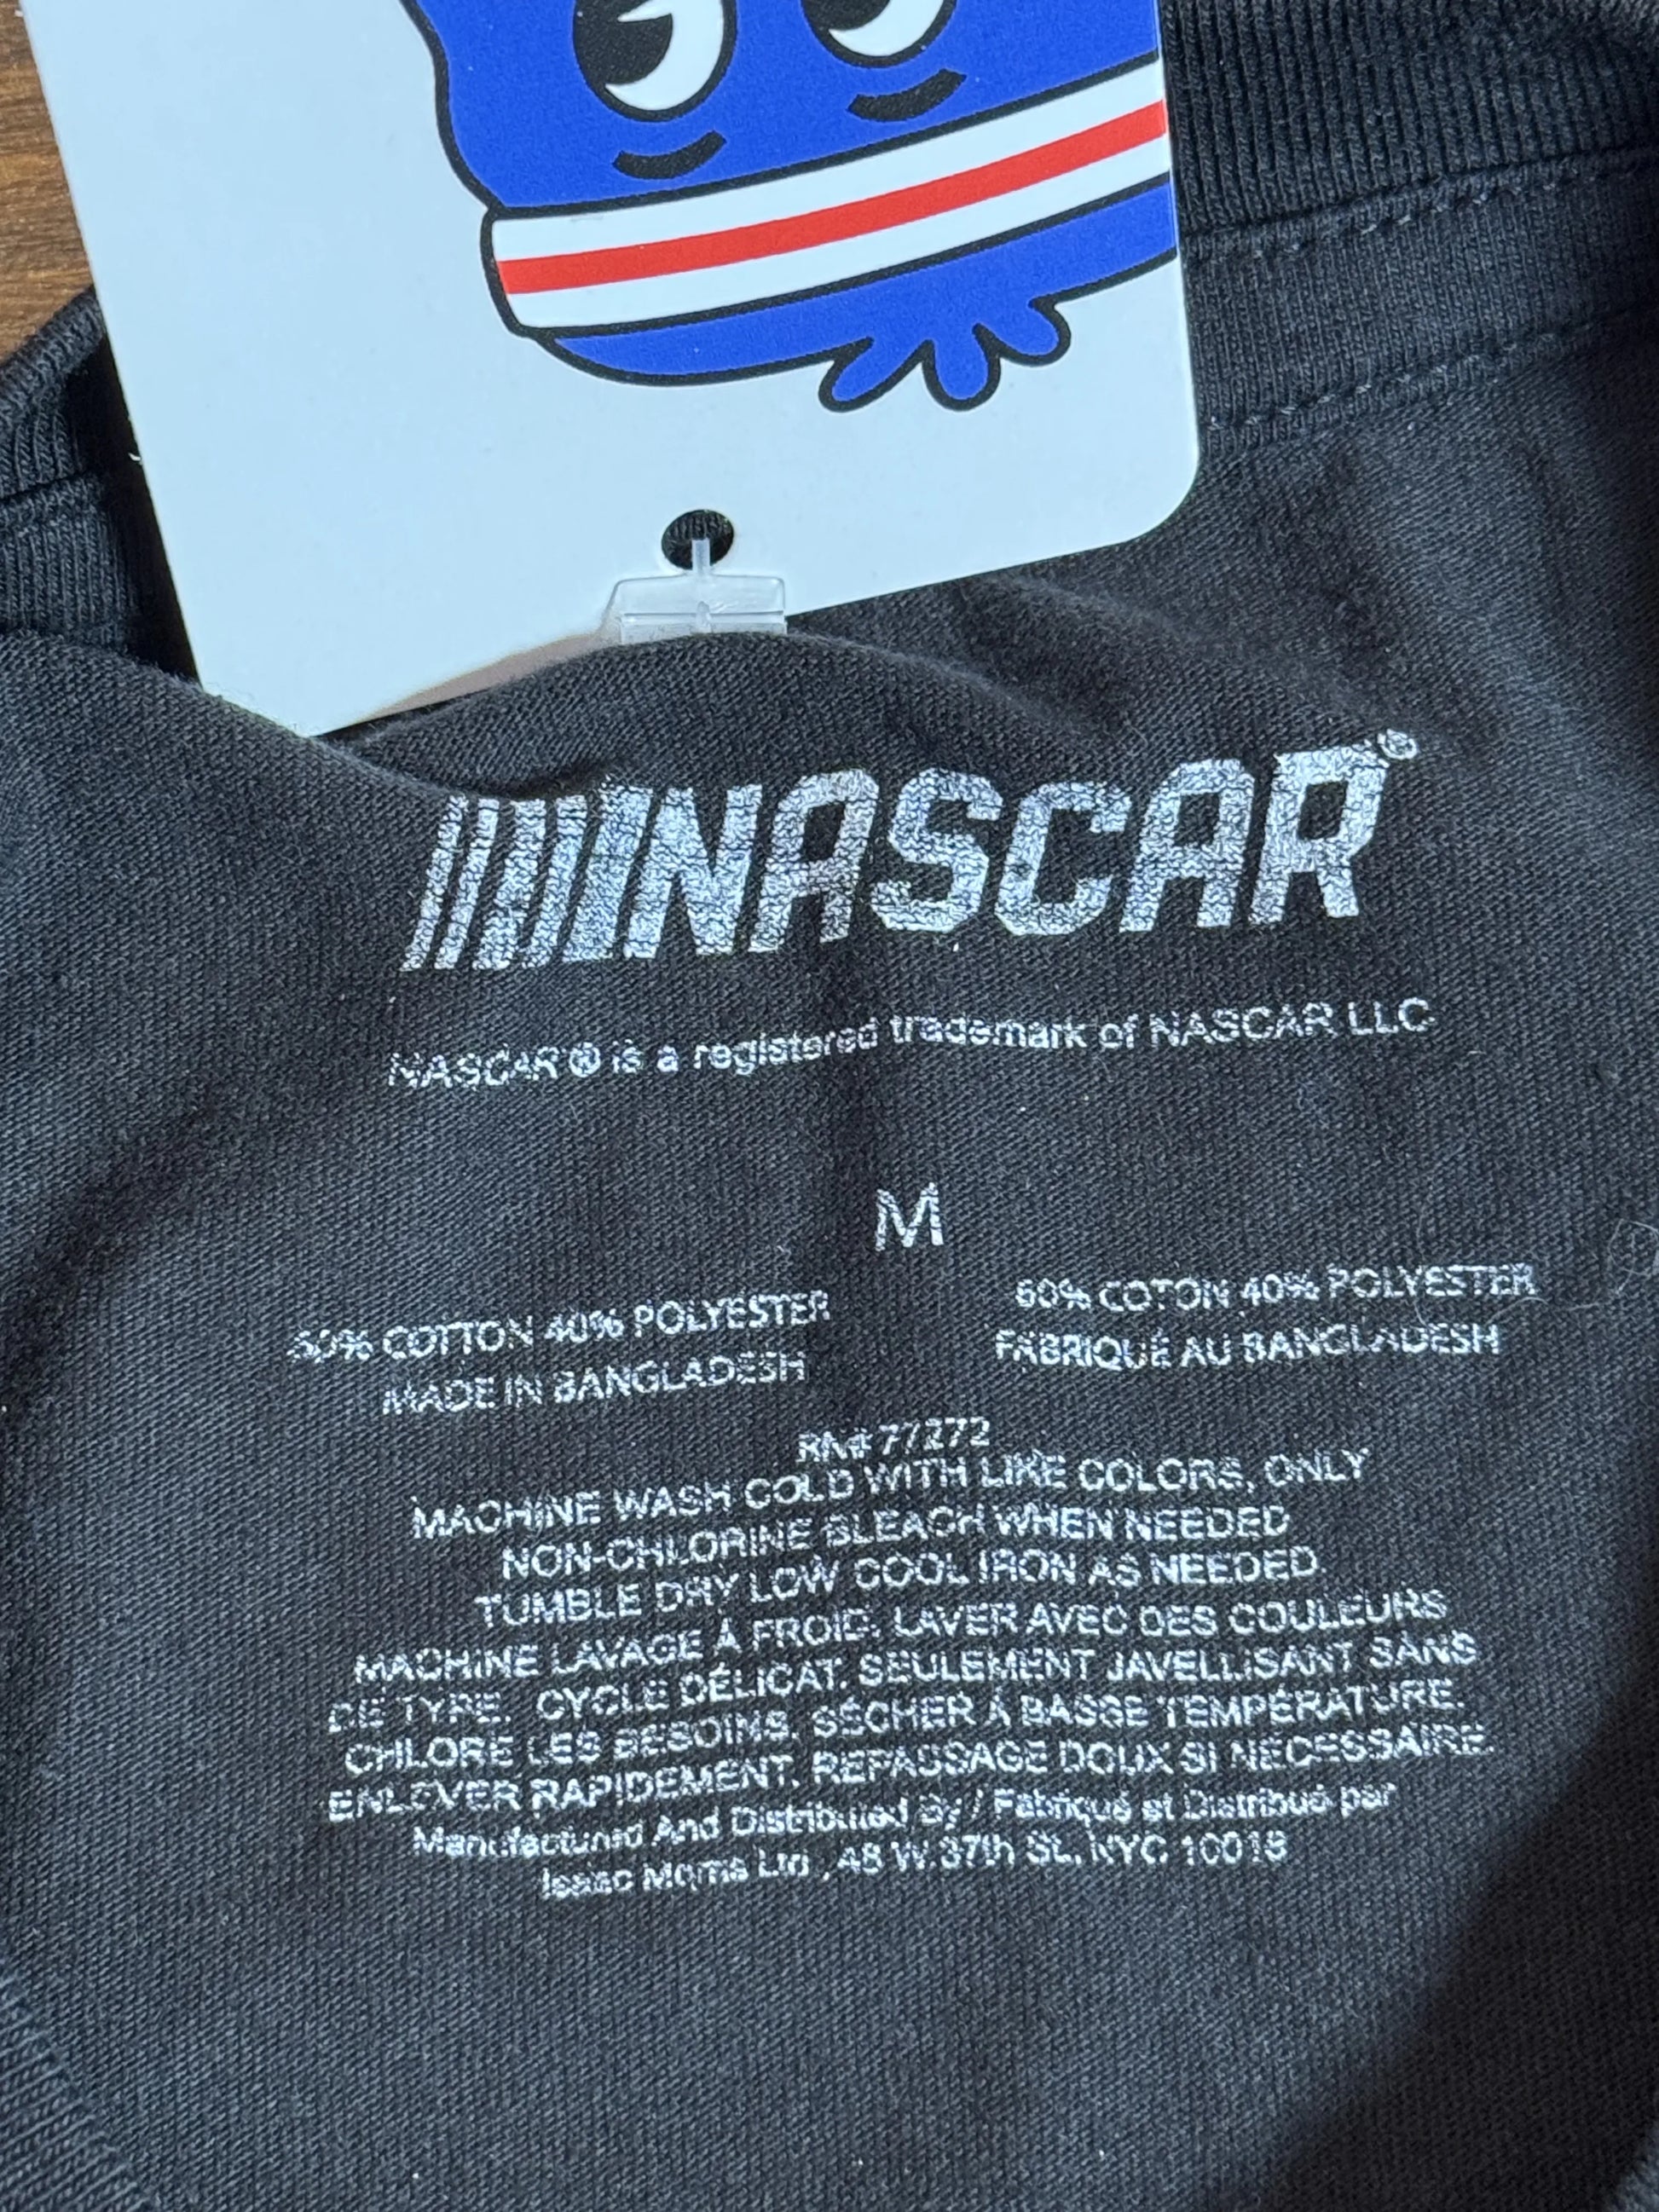 NASCAR®
NASCAR® is a registered trademark of NASCAR LLC
M
60% COTTON 40% POLYESTER
MADE IN BANGLADESH
60% COTON 40% POLYESTER
FABRIQUÉ AU BANGLADESH
RN# 77272
MACHINE WASH COLD WITH LIKE COLORS, ONLY
NON-CHLORINE BLEACH WHEN NEEDED
TUMBLE DRY LOW COOL IRON AS NEEDED.
MACHINE LAVAGE À FROID. LAVER AVEC DES COULEURS
DE TYPE. CYCLE DÉLICAT. SEULEMENT JAVELLISANT SANS
CHLORE LES BESOINS. SÉCHER À BASSE TEMPÉRATURE.
ENLEVER RAPIDEMENT. REPASSAGE DOUX SI NECESSAIRE.
Manufactured And Distributed By / Fabriqué et Distribué par
Isaac Morris Ltd., 48 W.37th St. NYC 10018